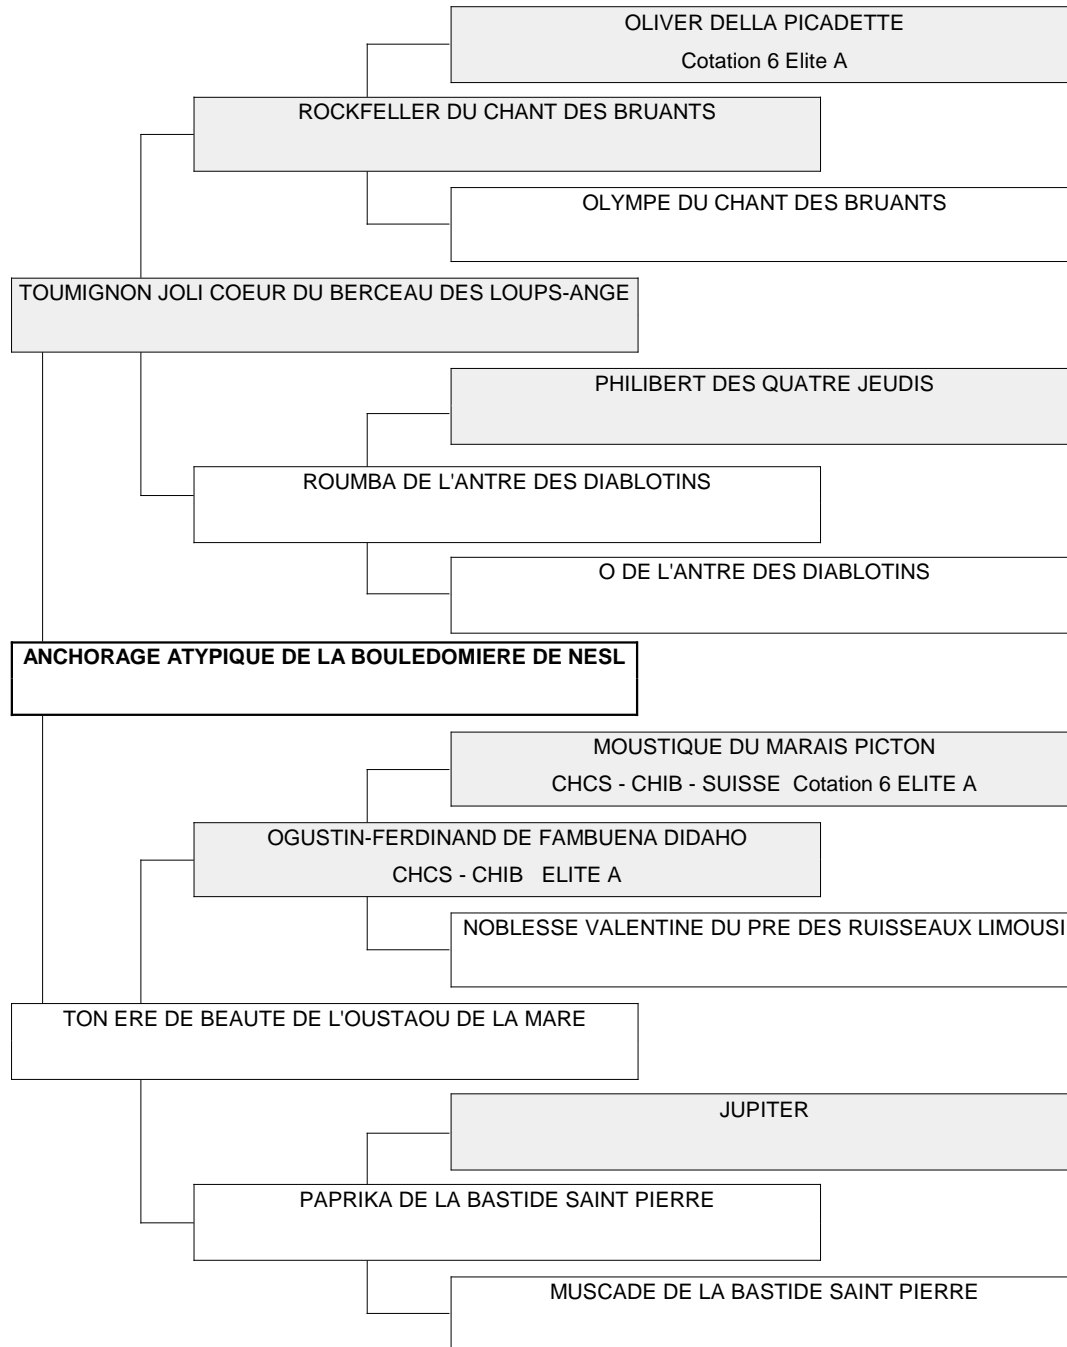 OLIVER DELLA PICADETTE
Cotation 6 Elite A
ROCKFELLER DU CHANT DES BRUANTS
OLYMPE DU CHANT DES BRUANTS
TOUMIGNON JOLI COEUR DU BERCEAU DES LOUPS-ANGE
PHILIBERT DES QUATRE JEUDIS
ROUMBA DE L'ANTRE DES DIABLOTINS
O DE L'ANTRE DES DIABLOTINS
ANCHORAGE ATYPIQUE DE LA BOULEDOMIERE DE NESL
MOUSTIQUE DU MARAIS PICTON
CHCS - CHIB - SUISSE Cotation 6 ELITE A
OGUSTIN-FERDINAND DE FAMBUENA DIDAHO
CHCS - CHIB ELITE A
NOBLESSE VALENTINE DU PRE DES RUISSEAUX LIMOUSI
TON ERE DE BEAUTE DE L'OUSTAOU DE LA MARE
JUPITER
PAPRIKA DE LA BASTIDE SAINT PIERRE
MUSCADE DE LA BASTIDE SAINT PIERRE